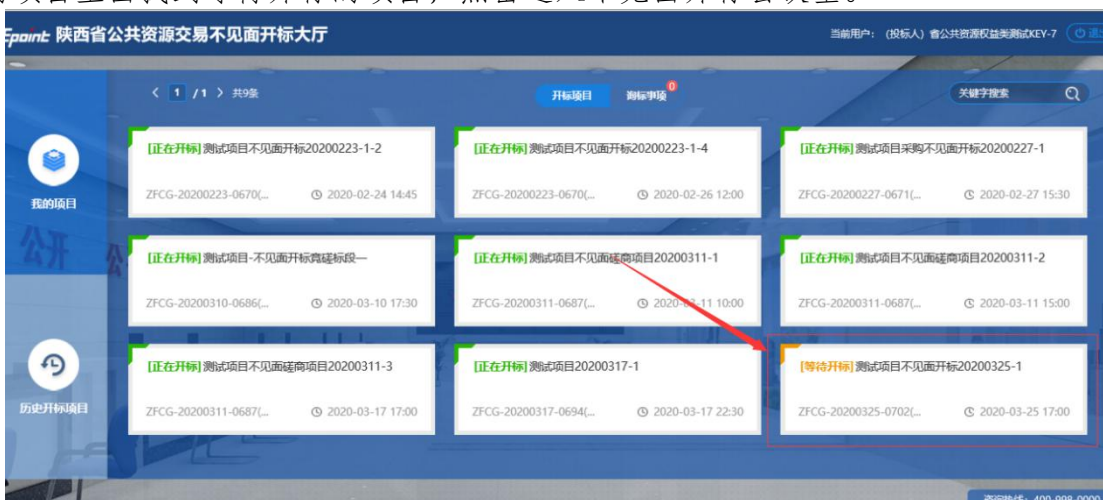 Epoint 陕西省公共资源交易不见面开标大厅
当前用户：（投标人）省公共资源权益类测试KEY-7
< 1 /1 > 共9条
开标项目
询标事项 0
关键字搜索
我的项目
历史开标项目
[正在开标]测试项目不见面开标20200223-1-2
ZFCG-20200223-0670(... 2020-02-24 14:45
[正在开标]测试项目不见面开标20200223-1-4
ZFCG-20200223-0670(... 2020-02-26 12:00
[正在开标]测试项目采购不见面开标20200227-1
ZFCG-20200227-0671(... 2020-02-27 15:30
[正在开标]测试项目-不见面开标竞磋标段一
ZFCG-20200310-0686(... 2020-03-10 17:30
[正在开标]测试项目不见面磋商项目20200311-1
ZFCG-20200311-0687(... 2020-03-11 10:00
[正在开标]测试项目不见面磋商项目20200311-2
ZFCG-20200311-0687(... 2020-03-11 15:00
[正在开标]测试项目不见面磋商项目20200311-3
ZFCG-20200311-0687(... 2020-03-17 17:00
[正在开标]测试项目20200317-1
ZFCG-20200317-0694(... 2020-03-17 22:30
[等待开标]测试项目不见面开标20200325-1
ZFCG-20200325-0702(... 2020-03-25 17:00
公开
公